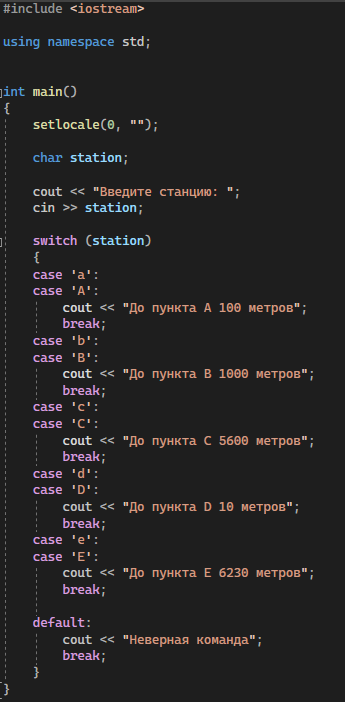 #include <iostream>
using namespace std;
int main()
{
setlocale(0, "");
char station;
cout << "Введите станцию: ";
cin >> station;
switch (station)
{
case 'a':
case 'A':
cout << "До пункта A 100 метров";
break;
case 'b':
case 'B':
cout << "До пункта B 1000 метров";
break;
case 'c':
case 'C':
cout << "До пункта C 5600 метров";
break;
case 'd':
case 'D':
cout << "До пункта D 10 метров";
break;
case 'e':
case 'E':
cout << "До пункта E 6230 метров";
break;
default:
cout << "Неверная команда";
break;
}
}